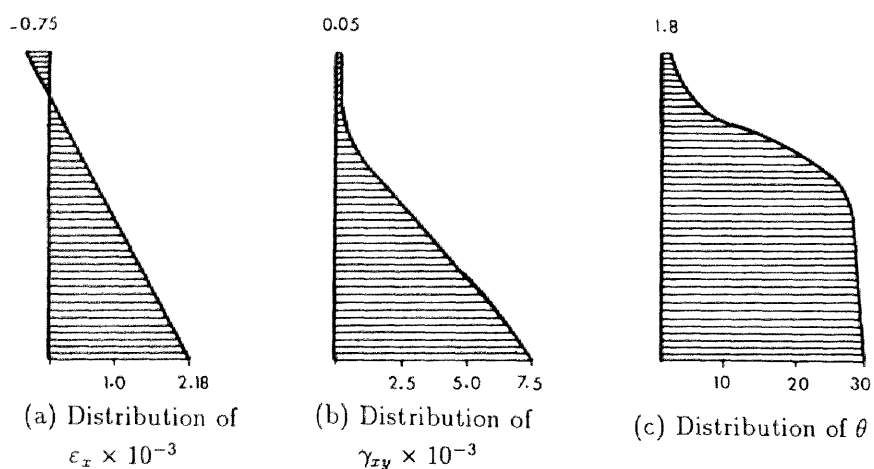 -0.75
0.05
1.8
1.0 2.18
2.5 5.0 7.5
10 20 30
(a) Distribution of
εx × 10−3
(b) Distribution of
γxy × 10−3
(c) Distribution of θ